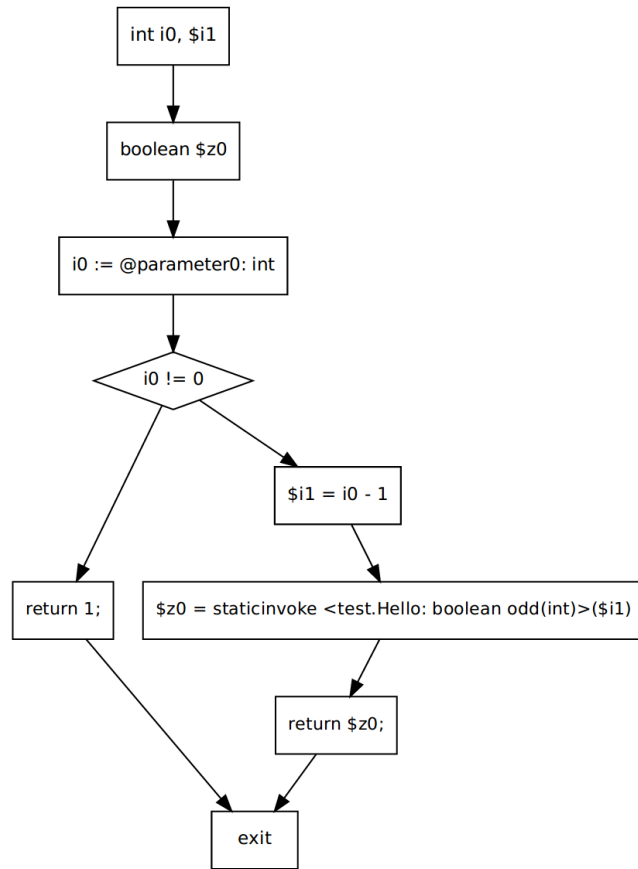 int i0, $i1
boolean $z0
i0 := @parameter0: int
i0 != 0
$i1 = i0 - 1
return 1;
$z0 = staticinvoke <test.Hello: boolean odd(int)>($i1)
return $z0;
exit